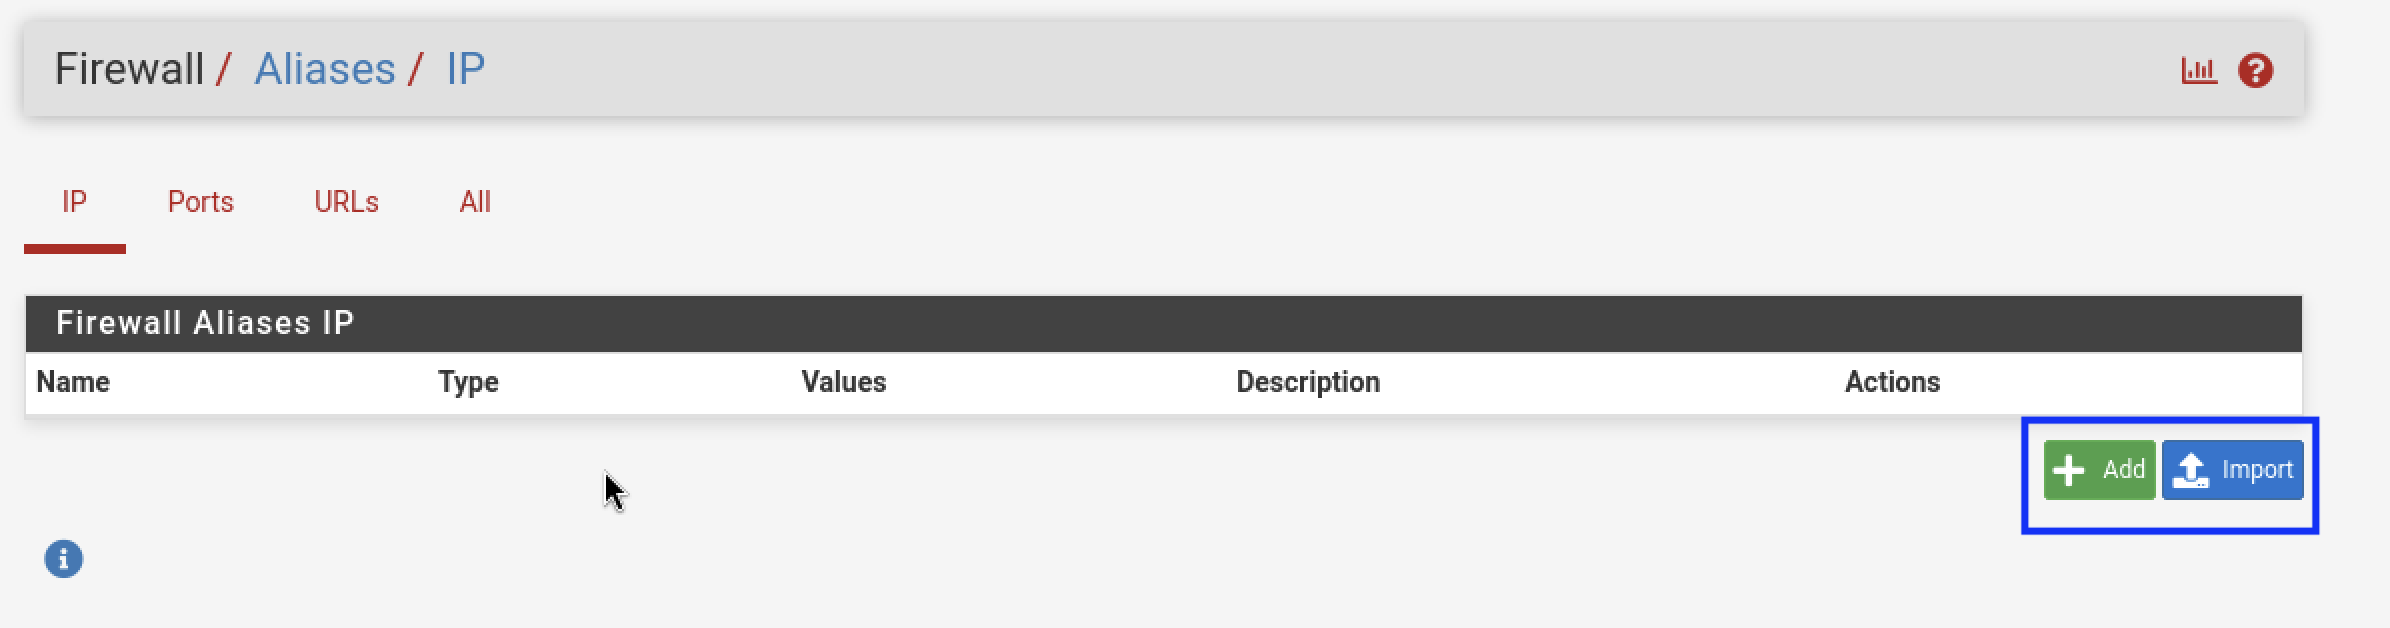 Firewall / Aliases / IP
IP Ports URLs All
Firewall Aliases IP
Name Type Values Description Actions
Add Import